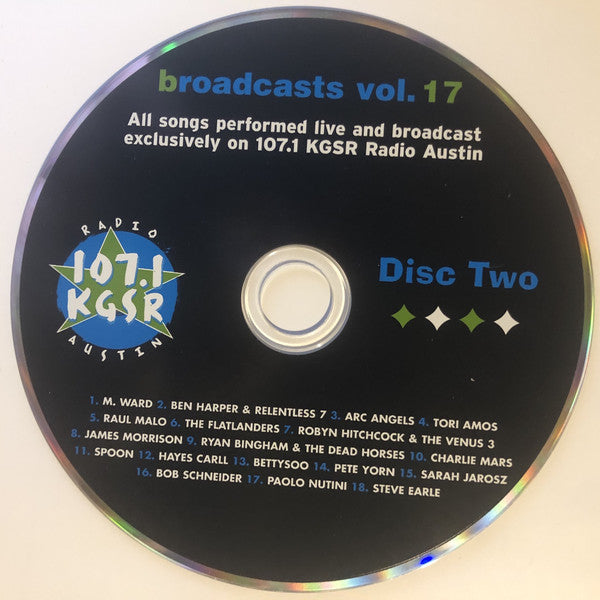 broadcasts vol. 17
All songs performed live and broadcast
exclusively on 107.1 KGSR Radio Austin
RADIO
107.1
KGSR
AUSTIN
Disc Two
1. M. WARD 2. BEN HARPER & RELENTLESS 7 3. ARC ANGELS 4. TORI AMOS
5. RAUL MALO 6. THE FLATLANDERS 7. ROBYN HITCHCOCK & THE VENUS 3
8. JAMES MORRISON 9. RYAN BINGHAM & THE DEAD HORSES 10. CHARLIE MARS
11. SPOON 12. HAYES CARLL 13. BETTYSOO 14. PETE YORN 15. SARAH JAROSZ
16. BOB SCHNEIDER 17. PAOLO NUTINI 18. STEVE EARLE